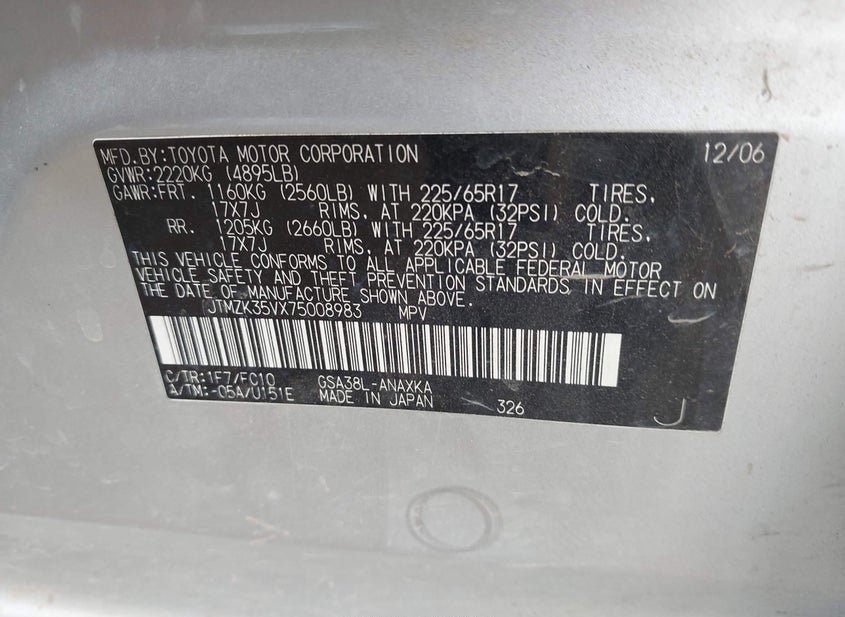 MFD. BY: TOYOTA MOTOR CORPORATION 12/06
GVWR: 2220KG (4895LB)
GAWR: FRT. 1160KG (2560LB) WITH 225/65R17 TIRES,
17X7J RIMS, AT 220KPA (32PSI) COLD.
RR. 1205KG (2660LB) WITH 225/65R17 TIRES,
17X7J RIMS, AT 220KPA (32PSI) COLD.
THIS VEHICLE CONFORMS TO ALL APPLICABLE FEDERAL MOTOR
VEHICLE SAFETY AND THEFT PREVENTION STANDARDS IN EFFECT ON
THE DATE OF MANUFACTURE SHOWN ABOVE.
JTMZK35VX75008983 MPV
C/TR: 1F7/FC10 GSA38L-ANAXKA
A/TM: -05A/U151E MADE IN JAPAN 326
J